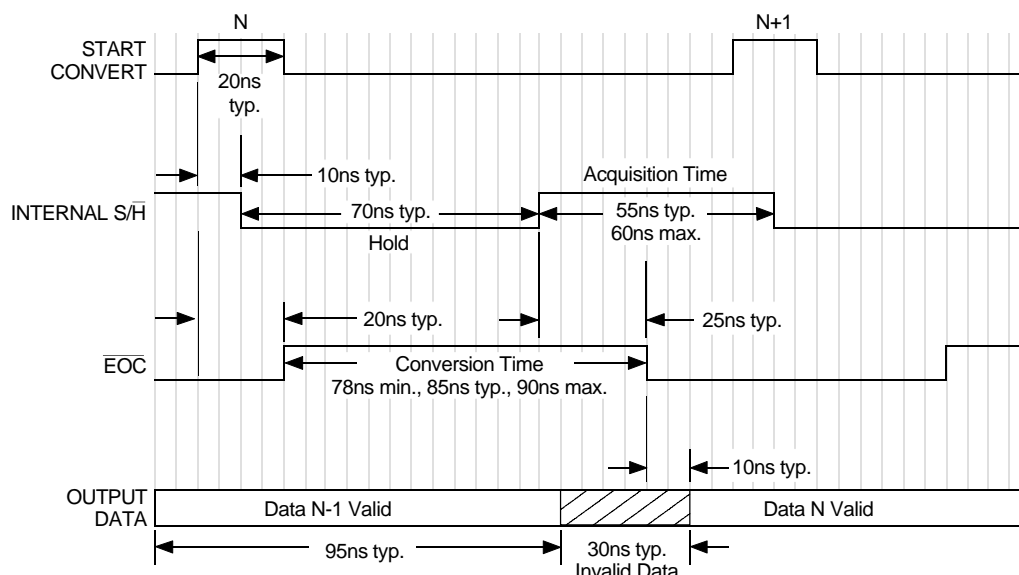 N
N+1
START
CONVERT
20ns
typ.
10ns typ.
Acquisition Time
INTERNAL S/H̅
70ns typ.
55ns typ.
60ns max.
Hold
20ns typ.
25ns typ.
E̅O̅C̅
Conversion Time
78ns min., 85ns typ., 90ns max.
10ns typ.
OUTPUT
DATA
Data N-1 Valid
Data N Valid
95ns typ.
30ns typ.
Invalid Data